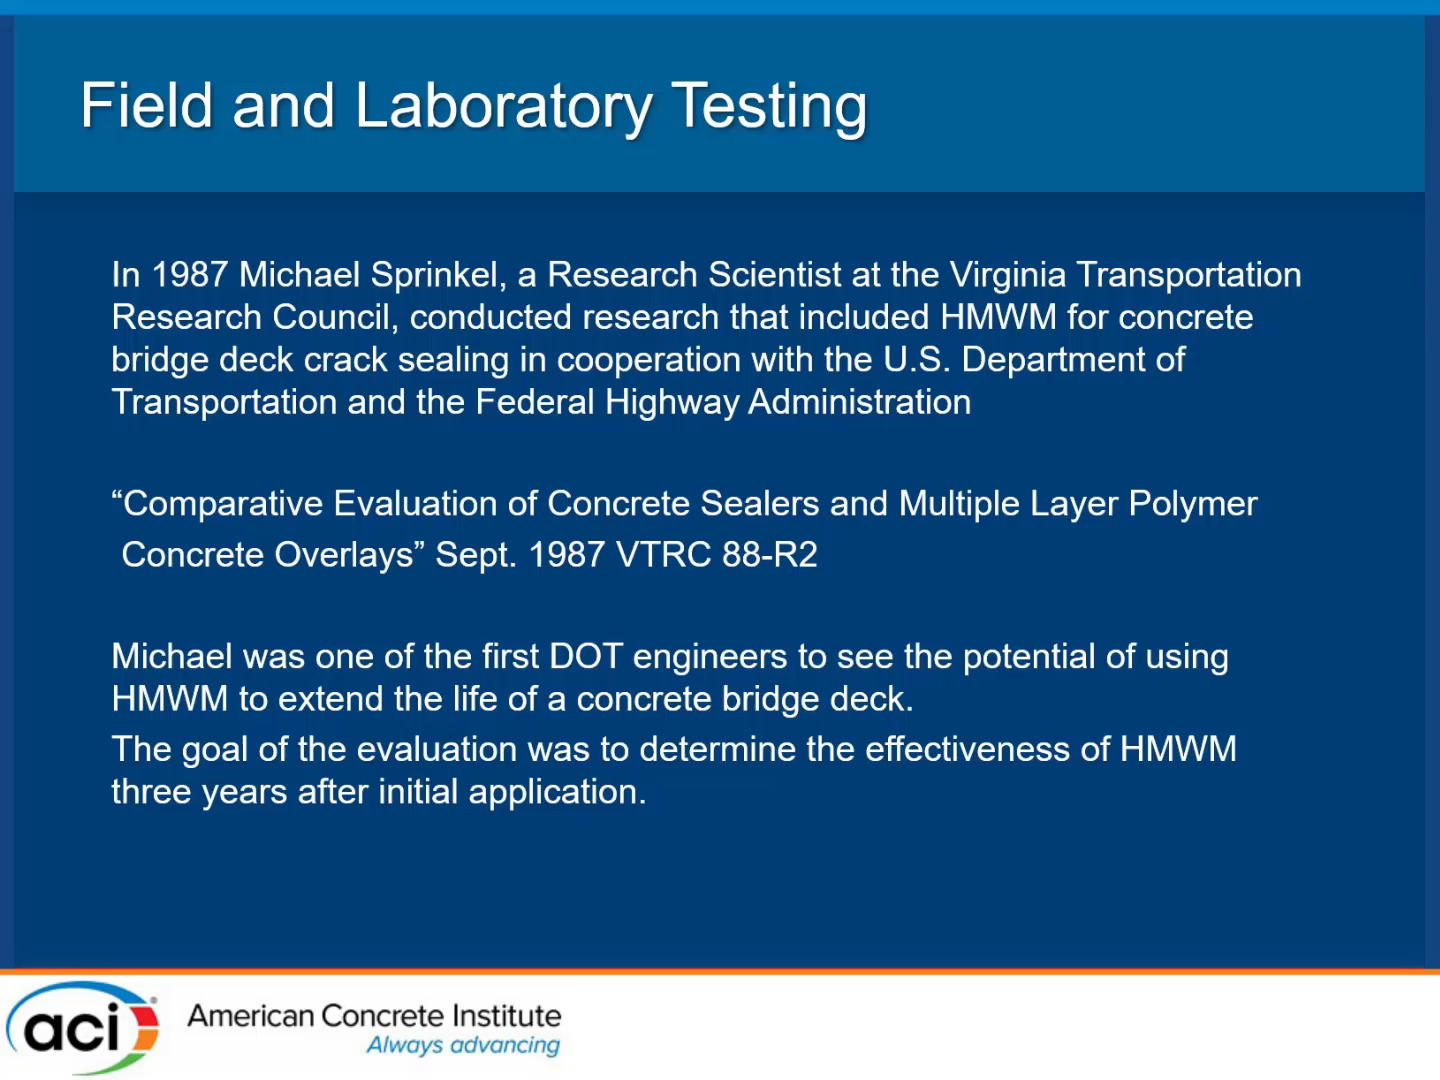 Field and Laboratory Testing
In 1987 Michael Sprinkel, a Research Scientist at the Virginia Transportation
Research Council, conducted research that included HMWM for concrete
bridge deck crack sealing in cooperation with the U.S. Department of
Transportation and the Federal Highway Administration
“Comparative Evaluation of Concrete Sealers and Multiple Layer Polymer
Concrete Overlays” Sept. 1987 VTRC 88-R2
Michael was one of the first DOT engineers to see the potential of using
HMWM to extend the life of a concrete bridge deck.
The goal of the evaluation was to determine the effectiveness of HMWM
three years after initial application.
aci
American Concrete Institute
Always advancing